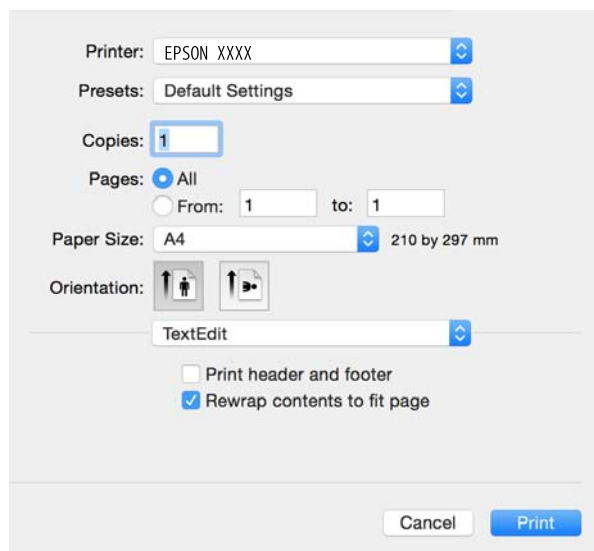 Printer: EPSON XXXX
Presets: Default Settings
Copies: 1
Pages: All
From: 1 to: 1
Paper Size: A4 210 by 297 mm
Orientation:
TextEdit
Print header and footer
Rewrap contents to fit page
Cancel Print